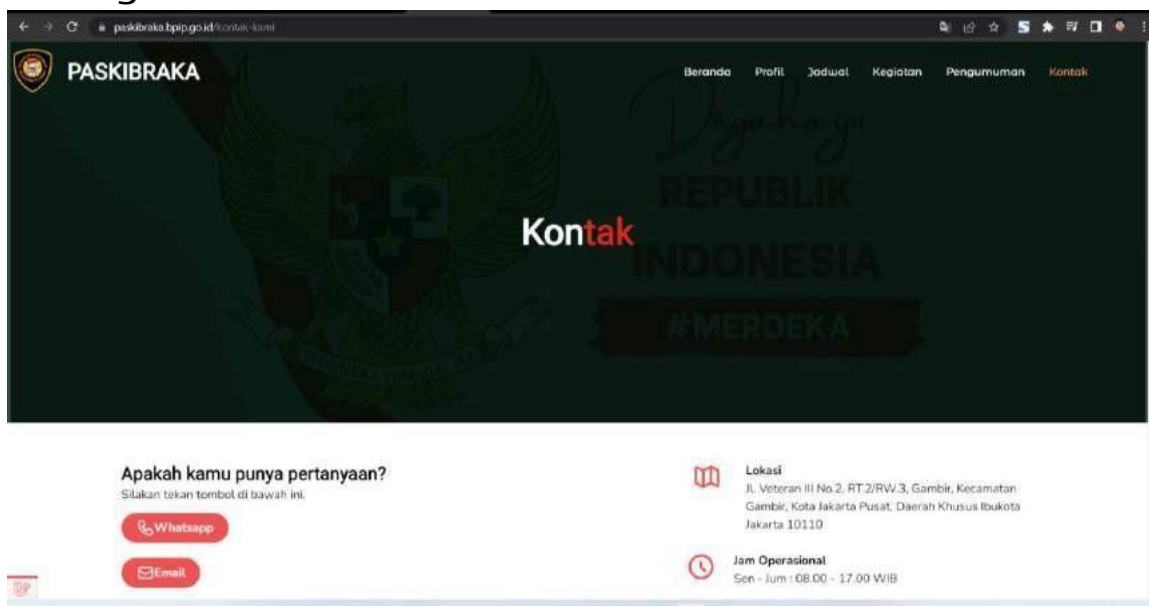 paskibraka.bpip.go.id/kontak-kami
PASKIBRAKA
Beranda Profil Jadwal Kegiatan Pengumuman Kontak
Dirgahayu
REPUBLIK
INDONESIA
#MERDEKA
Kontak
Apakah kamu punya pertanyaan?
Silakan tekan tombol di bawah ini.
Whatsapp
Email
Lokasi
Jl. Veteran III No.2, RT.2/RW.3, Gambir, Kecamatan
Gambir, Kota Jakarta Pusat, Daerah Khusus Ibukota
Jakarta 10110
Jam Operasional
Sen - Jum : 08.00 - 17.00 WIB